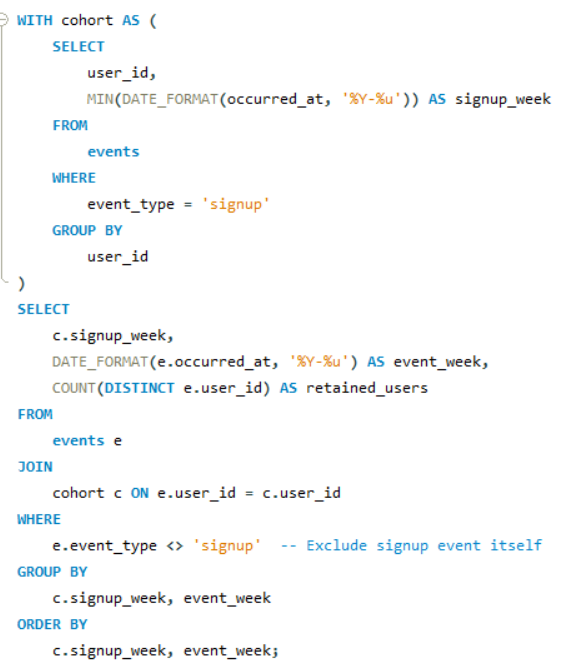 WITH cohort AS (
    SELECT
        user_id,
        MIN(DATE_FORMAT(occurred_at, '%Y-%u')) AS signup_week
    FROM
        events
    WHERE
        event_type = 'signup'
    GROUP BY
        user_id
)
SELECT
    c.signup_week,
    DATE_FORMAT(e.occurred_at, '%Y-%u') AS event_week,
    COUNT(DISTINCT e.user_id) AS retained_users
FROM
    events e
JOIN
    cohort c ON e.user_id = c.user_id
WHERE
    e.event_type <> 'signup'  -- Exclude signup event itself
GROUP BY
    c.signup_week, event_week
ORDER BY
    c.signup_week, event_week;